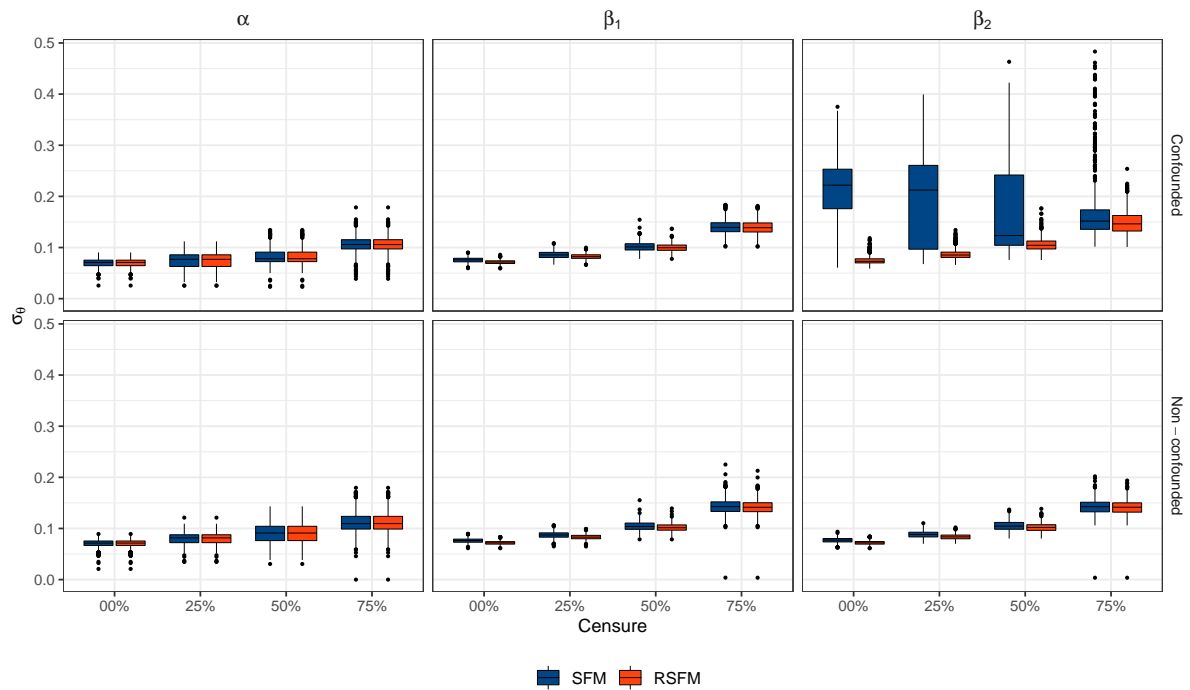 α β₁ β₂
0.5
0.4
0.3
0.2
0.1
0.0
Confounded
σ_θ
0.5
0.4
0.3
0.2
0.1
0.0
Non − confounded
00% 25% 50% 75% 00% 25% 50% 75% 00% 25% 50% 75%
Censure
SFM RSFM